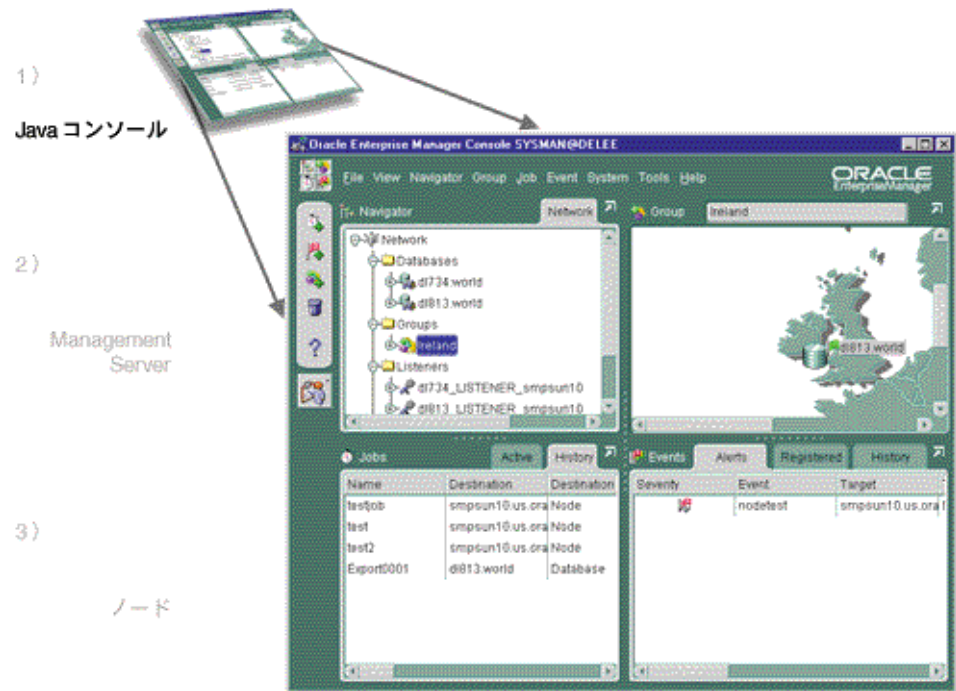 1)
Java コンソール
2)
Management
Server
3)
ノード
Oracle Enterprise Manager Console SYSMAN@DELEE
File View Navigator Group Job Event System Tools Help
ORACLE
EnterpriseManager
Navigator
Network
Group
Ireland
Network
Databases
dl734.world
dl813.world
Groups
Ireland
Listeners
dl734_LISTENER_smpsun10
dl813_LISTENER_smpsun10
dl813.world
Jobs
Active
History
Name Destination Destination
testjob smpsun10.us.ora Node
test smpsun10.us.ora Node
test2 smpsun10.us.ora Node
Export0001 dl813.world Database
Events
Alerts
Registered
History
Severity Event Target
nodetest smpsun10.us.ora